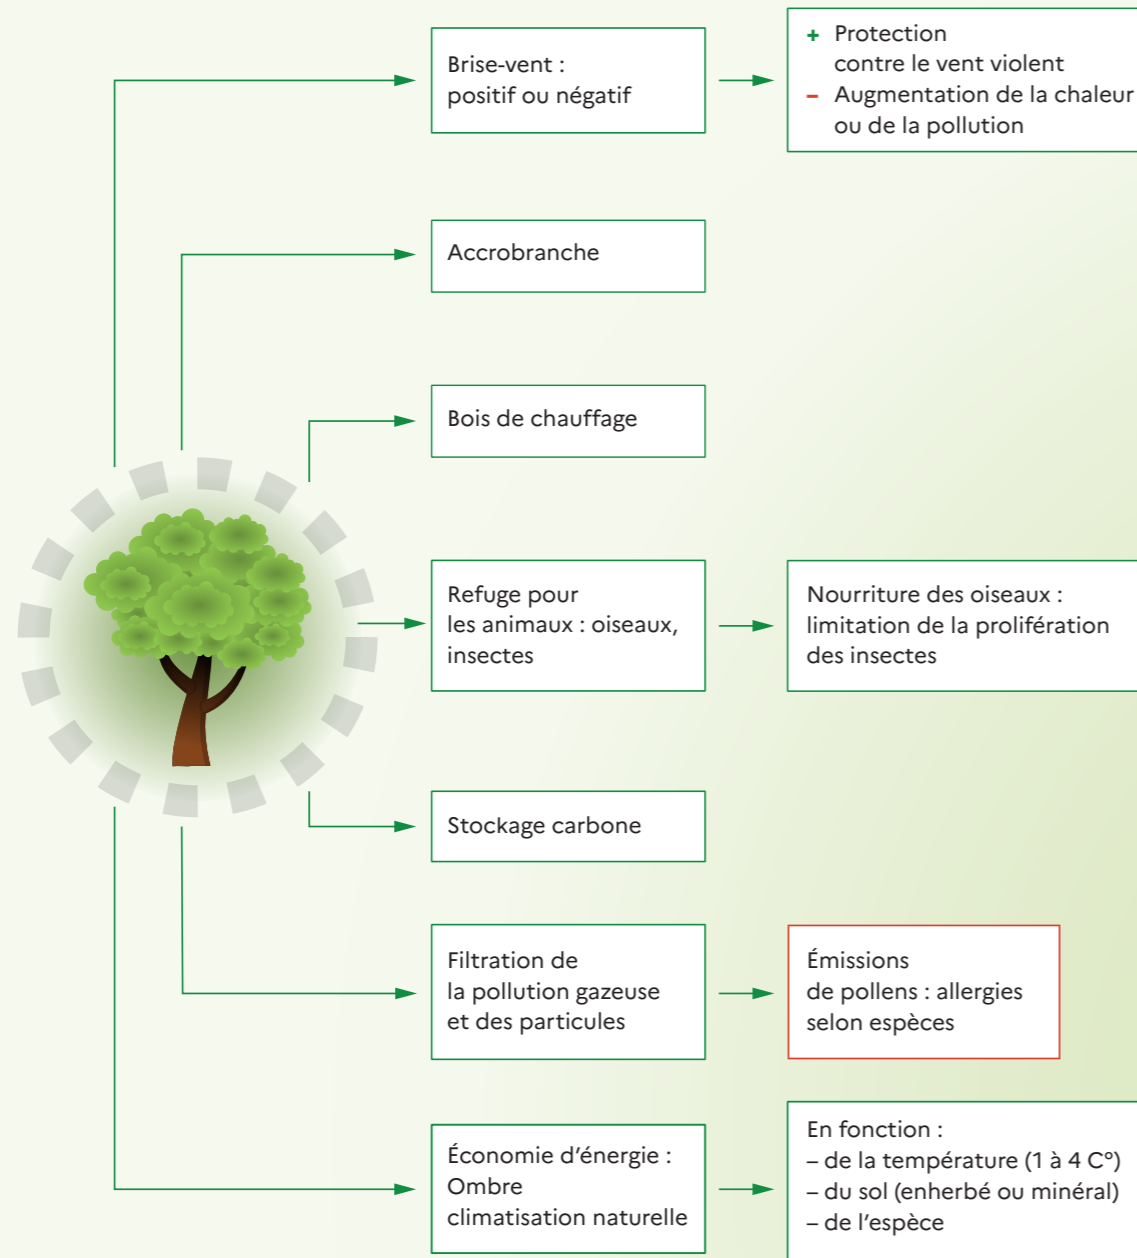 Brise-vent :
positif ou négatif
+ Protection
contre le vent violent
– Augmentation de la chaleur
ou de la pollution
Accrobranche
Bois de chauffage
Refuge pour
les animaux : oiseaux,
insectes
Nourriture des oiseaux :
limitation de la prolifération
des insectes
Stockage carbone
Filtration de
la pollution gazeuse
et des particules
Émissions
de pollens : allergies
selon espèces
Économie d’énergie :
Ombre
climatisation naturelle
En fonction :
– de la température (1 à 4 C°)
– du sol (enherbé ou minéral)
– de l’espèce